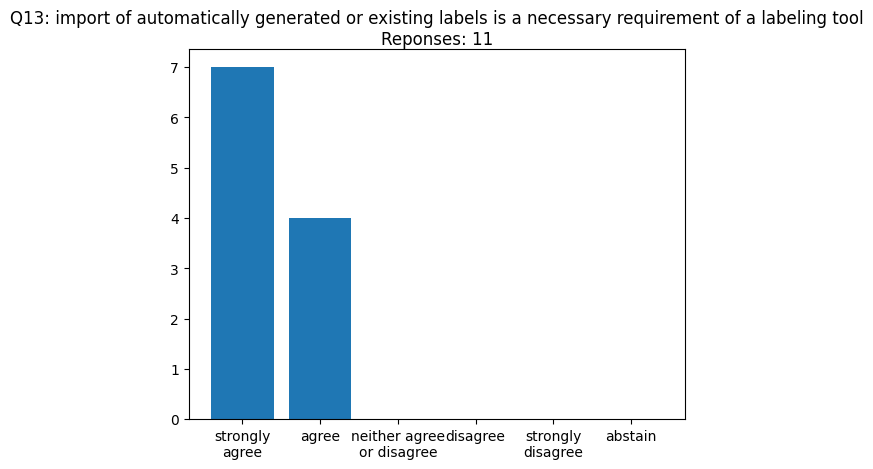 Q13: import of automatically generated or existing labels is a necessary requirement of a labeling tool
Reponses: 11
7
6
5
4
3
2
1
0
strongly
agree
agree
neither agree
or disagree
disagree
strongly
disagree
abstain